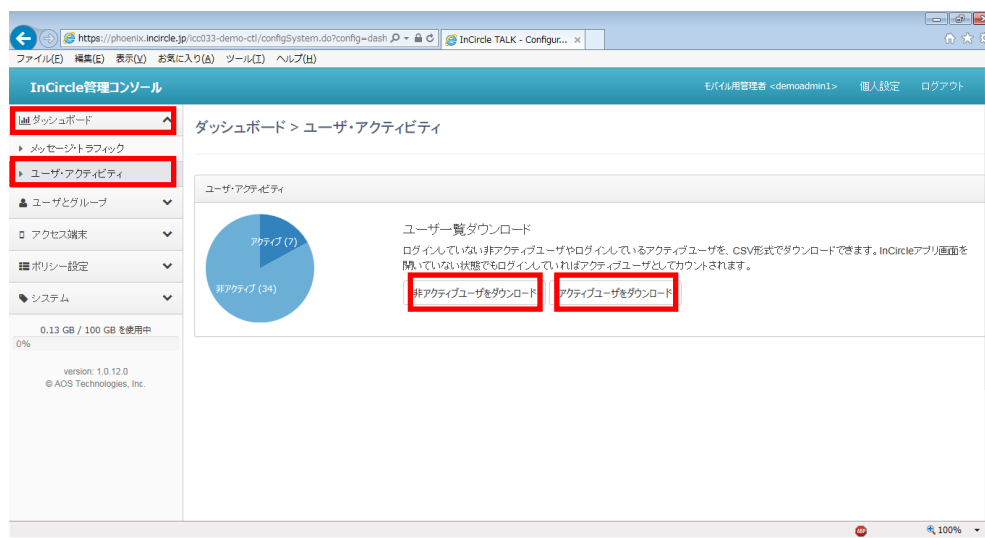 https://phoenix.incircle.jp/icc033-demo-ctl/configSystem.do?config=dash
InCircle TALK - Configur...
ファイル(F) 編集(E) 表示(V) お気に入り(A) ツール(T) ヘルプ(H)
InCircle管理コンソール
モバイル用管理者 <demoadmin1> 個人設定 ログアウト
ダッシュボード
メッセージ・トラフィック
ユーザ・アクティビティ
ユーザとグループ
アクセス端末
ポリシー設定
システム
0.13 GB / 100 GB を使用中
0%
version: 1.0.12.0
© AOS Technologies, Inc.
ダッシュボード > ユーザ・アクティビティ
ユーザ・アクティビティ
アクティブ (7)
非アクティブ (34)
ユーザー覧ダウンロード
ログインしていない非アクティブユーザやログインしているアクティブユーザを、CSV形式でダウンロードできます。InCircleアプリ画面を
開いていない状態でもログインしていればアクティブユーザとしてカウントされます。
非アクティブユーザをダウンロード
アクティブユーザをダウンロード
ABP
100%